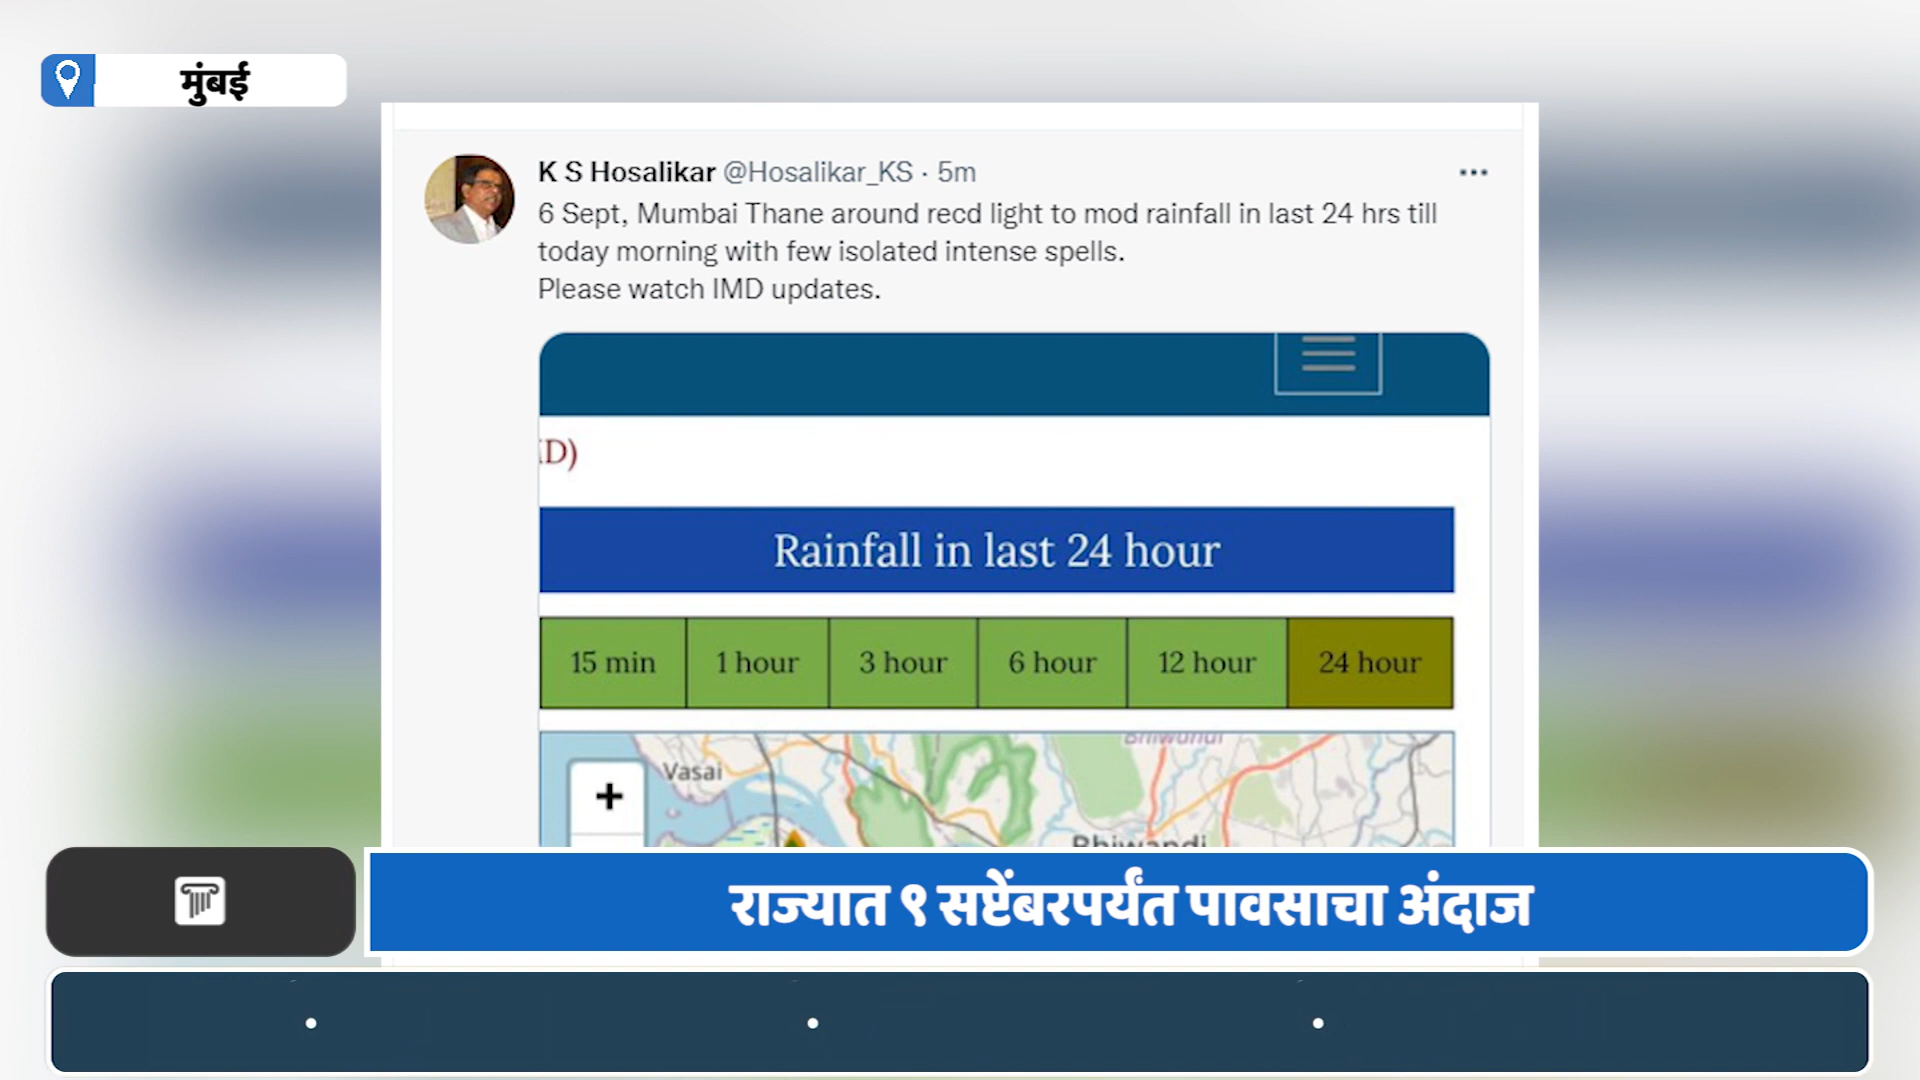 मुंबई
K S Hosalikar @Hosalikar_KS · 5m
6 Sept, Mumbai Thane around recd light to mod rainfall in last 24 hrs till
today morning with few isolated intense spells.
Please watch IMD updates.
D)
Rainfall in last 24 hour
15 min 1 hour 3 hour 6 hour 12 hour 24 hour
Bhiwandi
Vasai
+
Bhiwandi
राज्यात ९ सप्टेंबरपर्यंत पावसाचा अंदाज